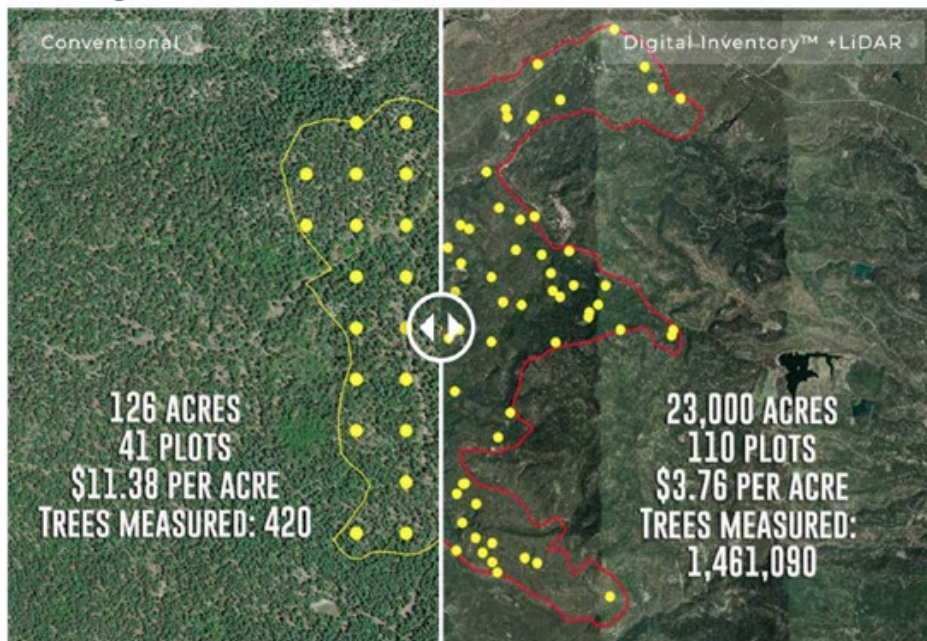 Conventional
126 ACRES
41 PLOTS
$11.38 PER ACRE
TREES MEASURED: 420
Digital Inventory™ +LiDAR
23,000 ACRES
110 PLOTS
$3.76 PER ACRE
TREES MEASURED:
1,461,090